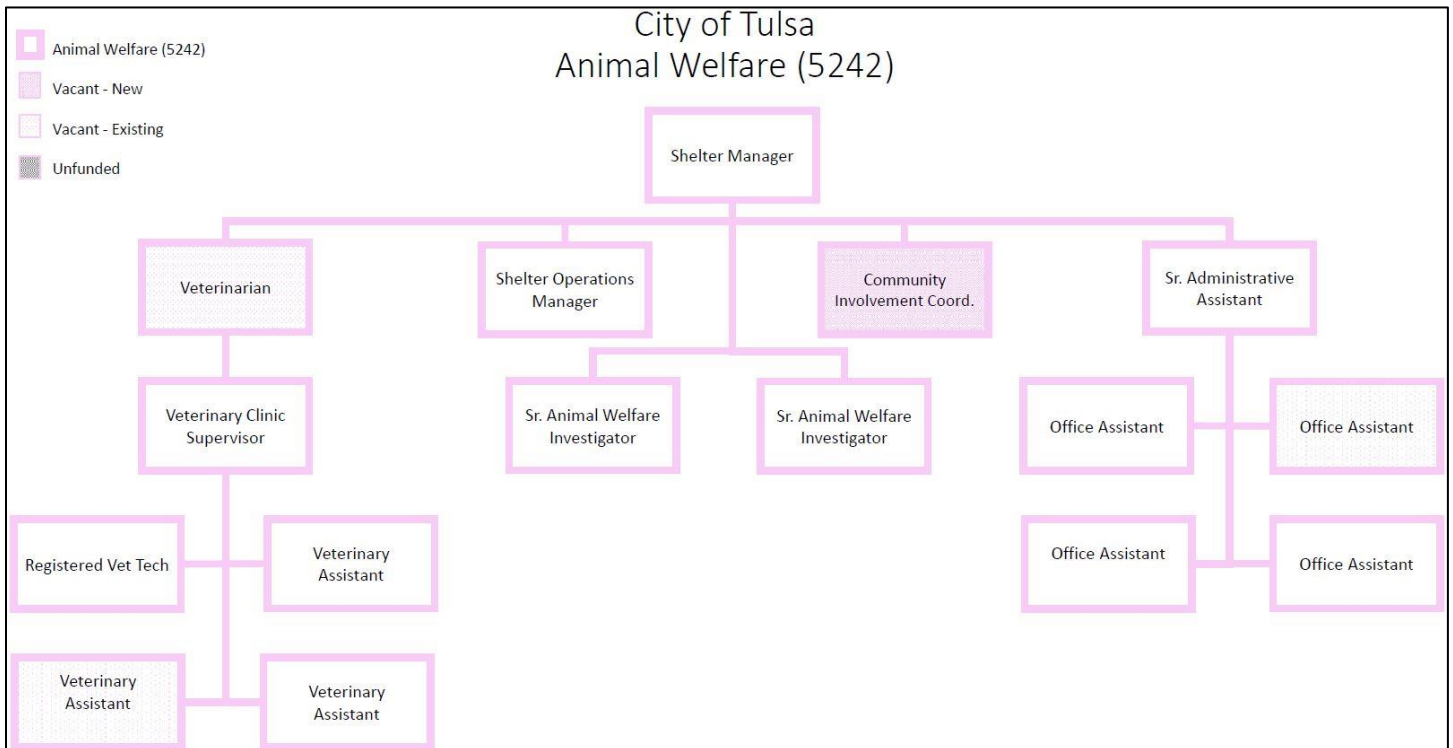 City of Tulsa
Animal Welfare (5242)
Animal Welfare (5242)
Vacant - New
Vacant - Existing
Unfunded
Shelter Manager
Veterinarian
Shelter Operations
Manager
Community
Involvement Coord.
Sr. Administrative
Assistant
Veterinary Clinic
Supervisor
Sr. Animal Welfare
Investigator
Sr. Animal Welfare
Investigator
Office Assistant
Office Assistant
Registered Vet Tech
Veterinary
Assistant
Office Assistant
Office Assistant
Veterinary
Assistant
Veterinary
Assistant